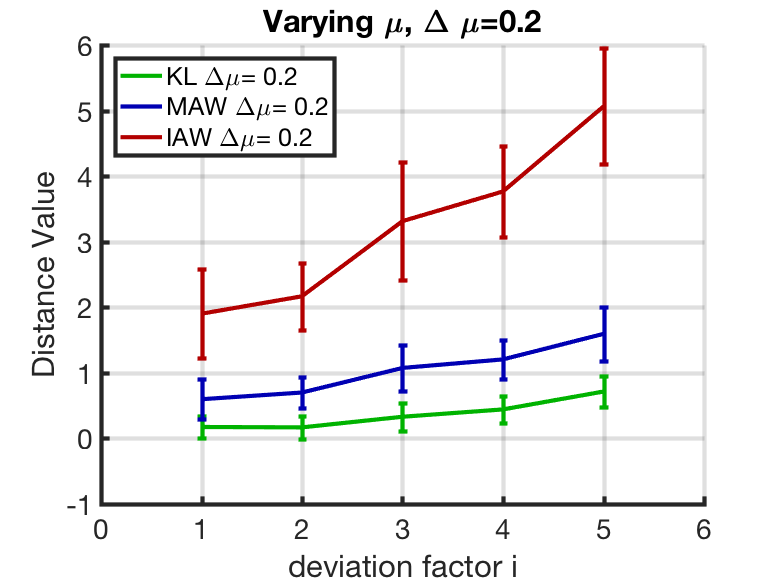 Varying μ, Δ μ=0.2
KL Δμ= 0.2
MAW Δμ= 0.2
IAW Δμ= 0.2
Distance Value
6
5
4
3
2
1
0
-1
0 1 2 3 4 5 6
deviation factor i